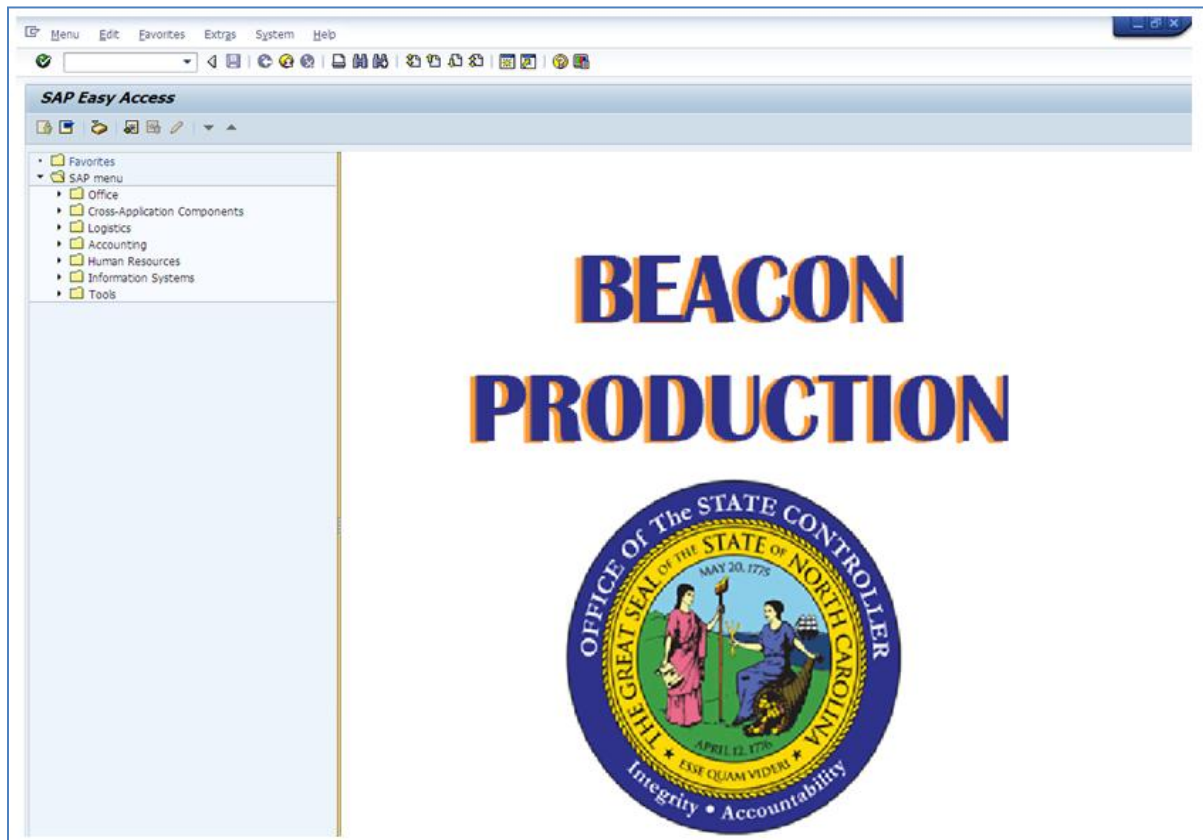 Menu Edit Favorites Extras System Help
SAP Easy Access
Favorites
SAP menu
Office
Cross-Application Components
Logistics
Accounting
Human Resources
Information Systems
Tools
BEACON
PRODUCTION
OFFICE Of The STATE CONTROLLER
THE GREAT SEAL OF THE STATE OF NORTH CAROLINA
MAY 20, 1775
APRIL 12, 1776
ESSE QUAM VIDERI
Integrity • Accountability